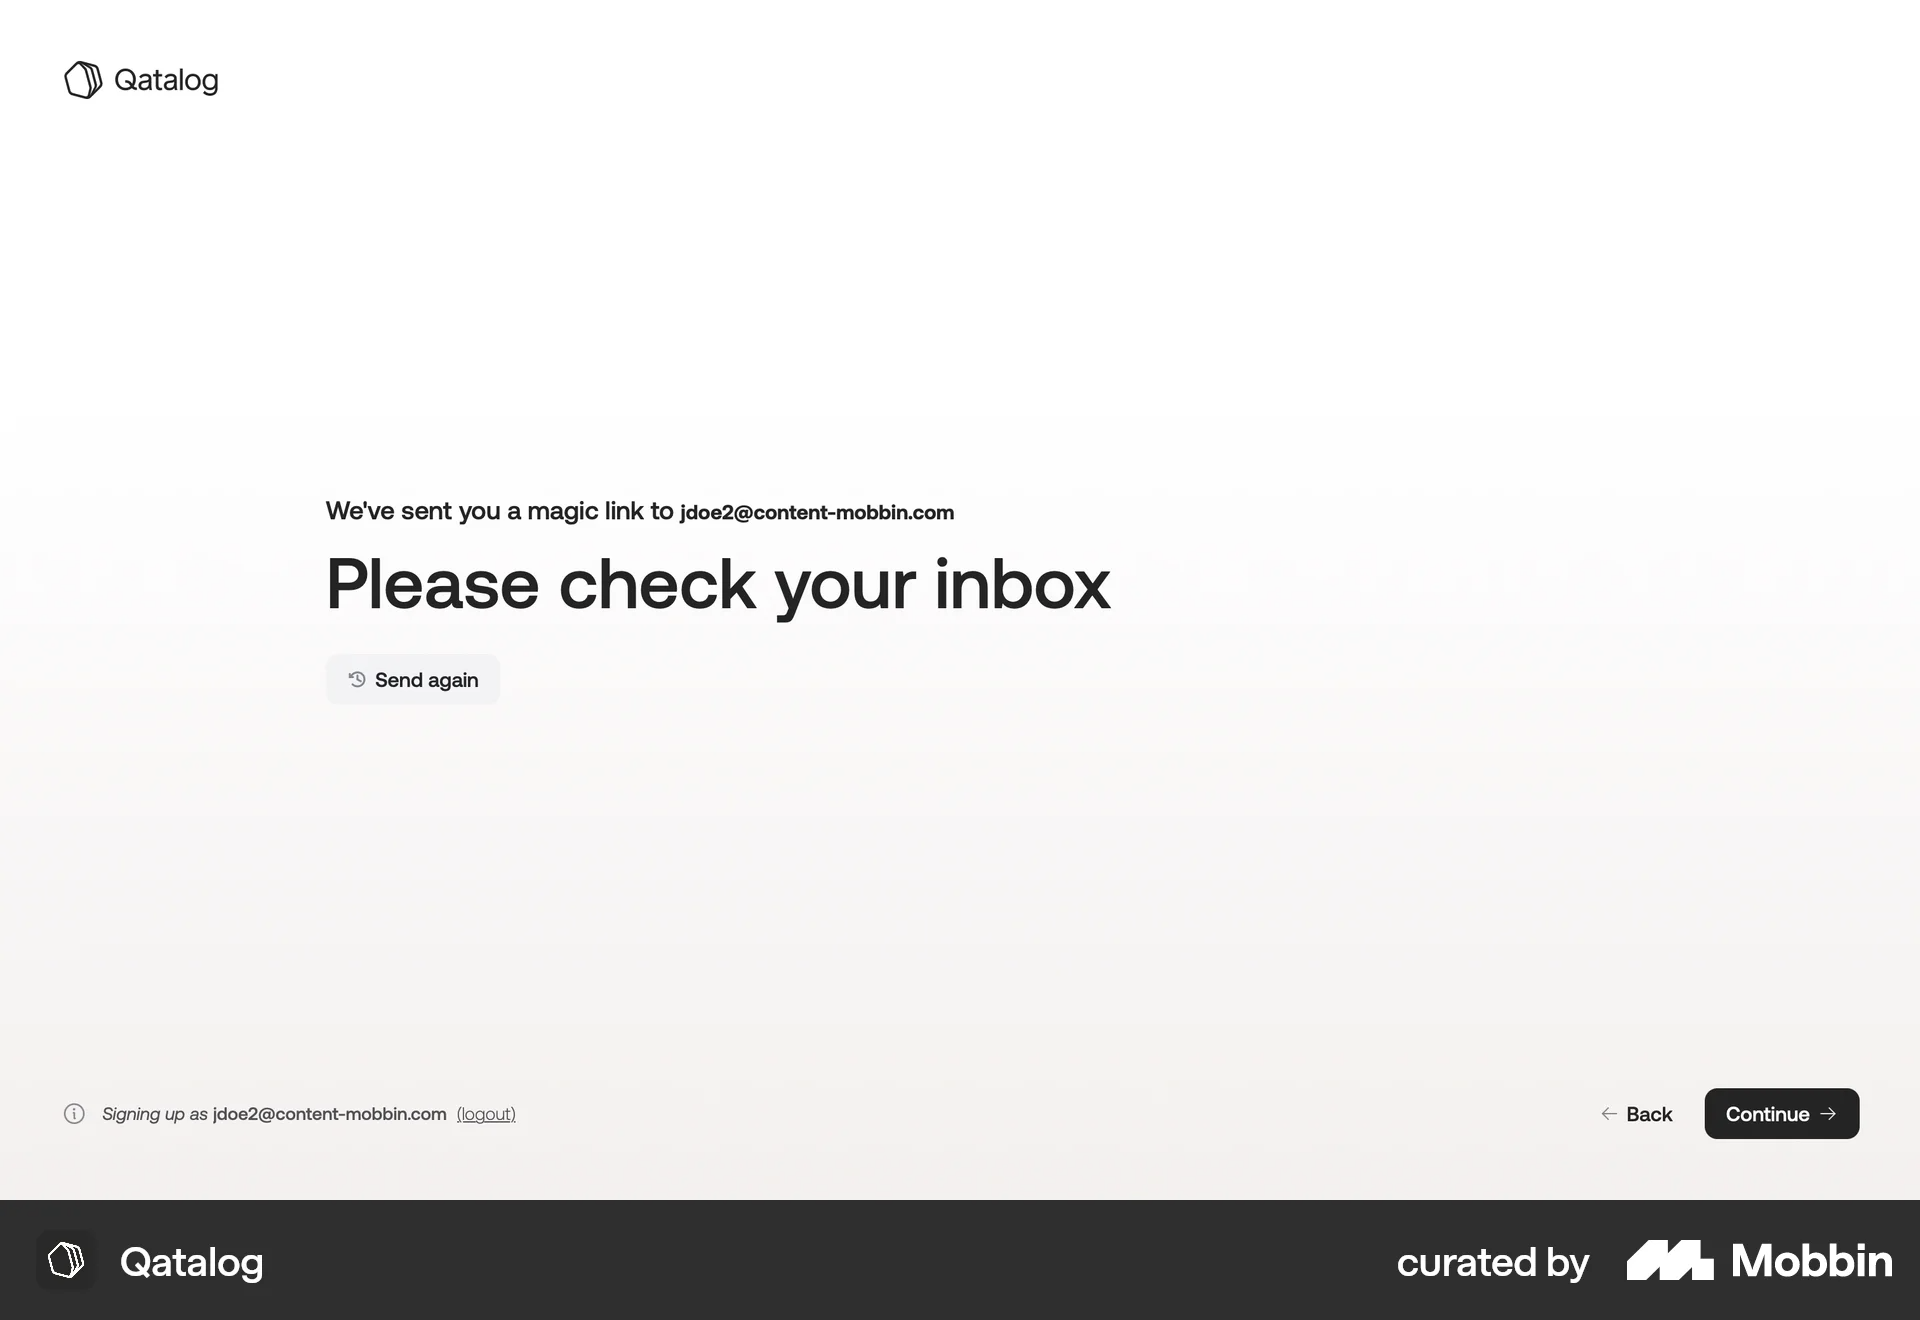 Qatalog
We've sent you a magic link to jdoe2@content-mobbin.com
Please check your inbox
Send again
Signing up as jdoe2@content-mobbin.com (logout)
Back
Continue
Qatalog
curated by Mobbin